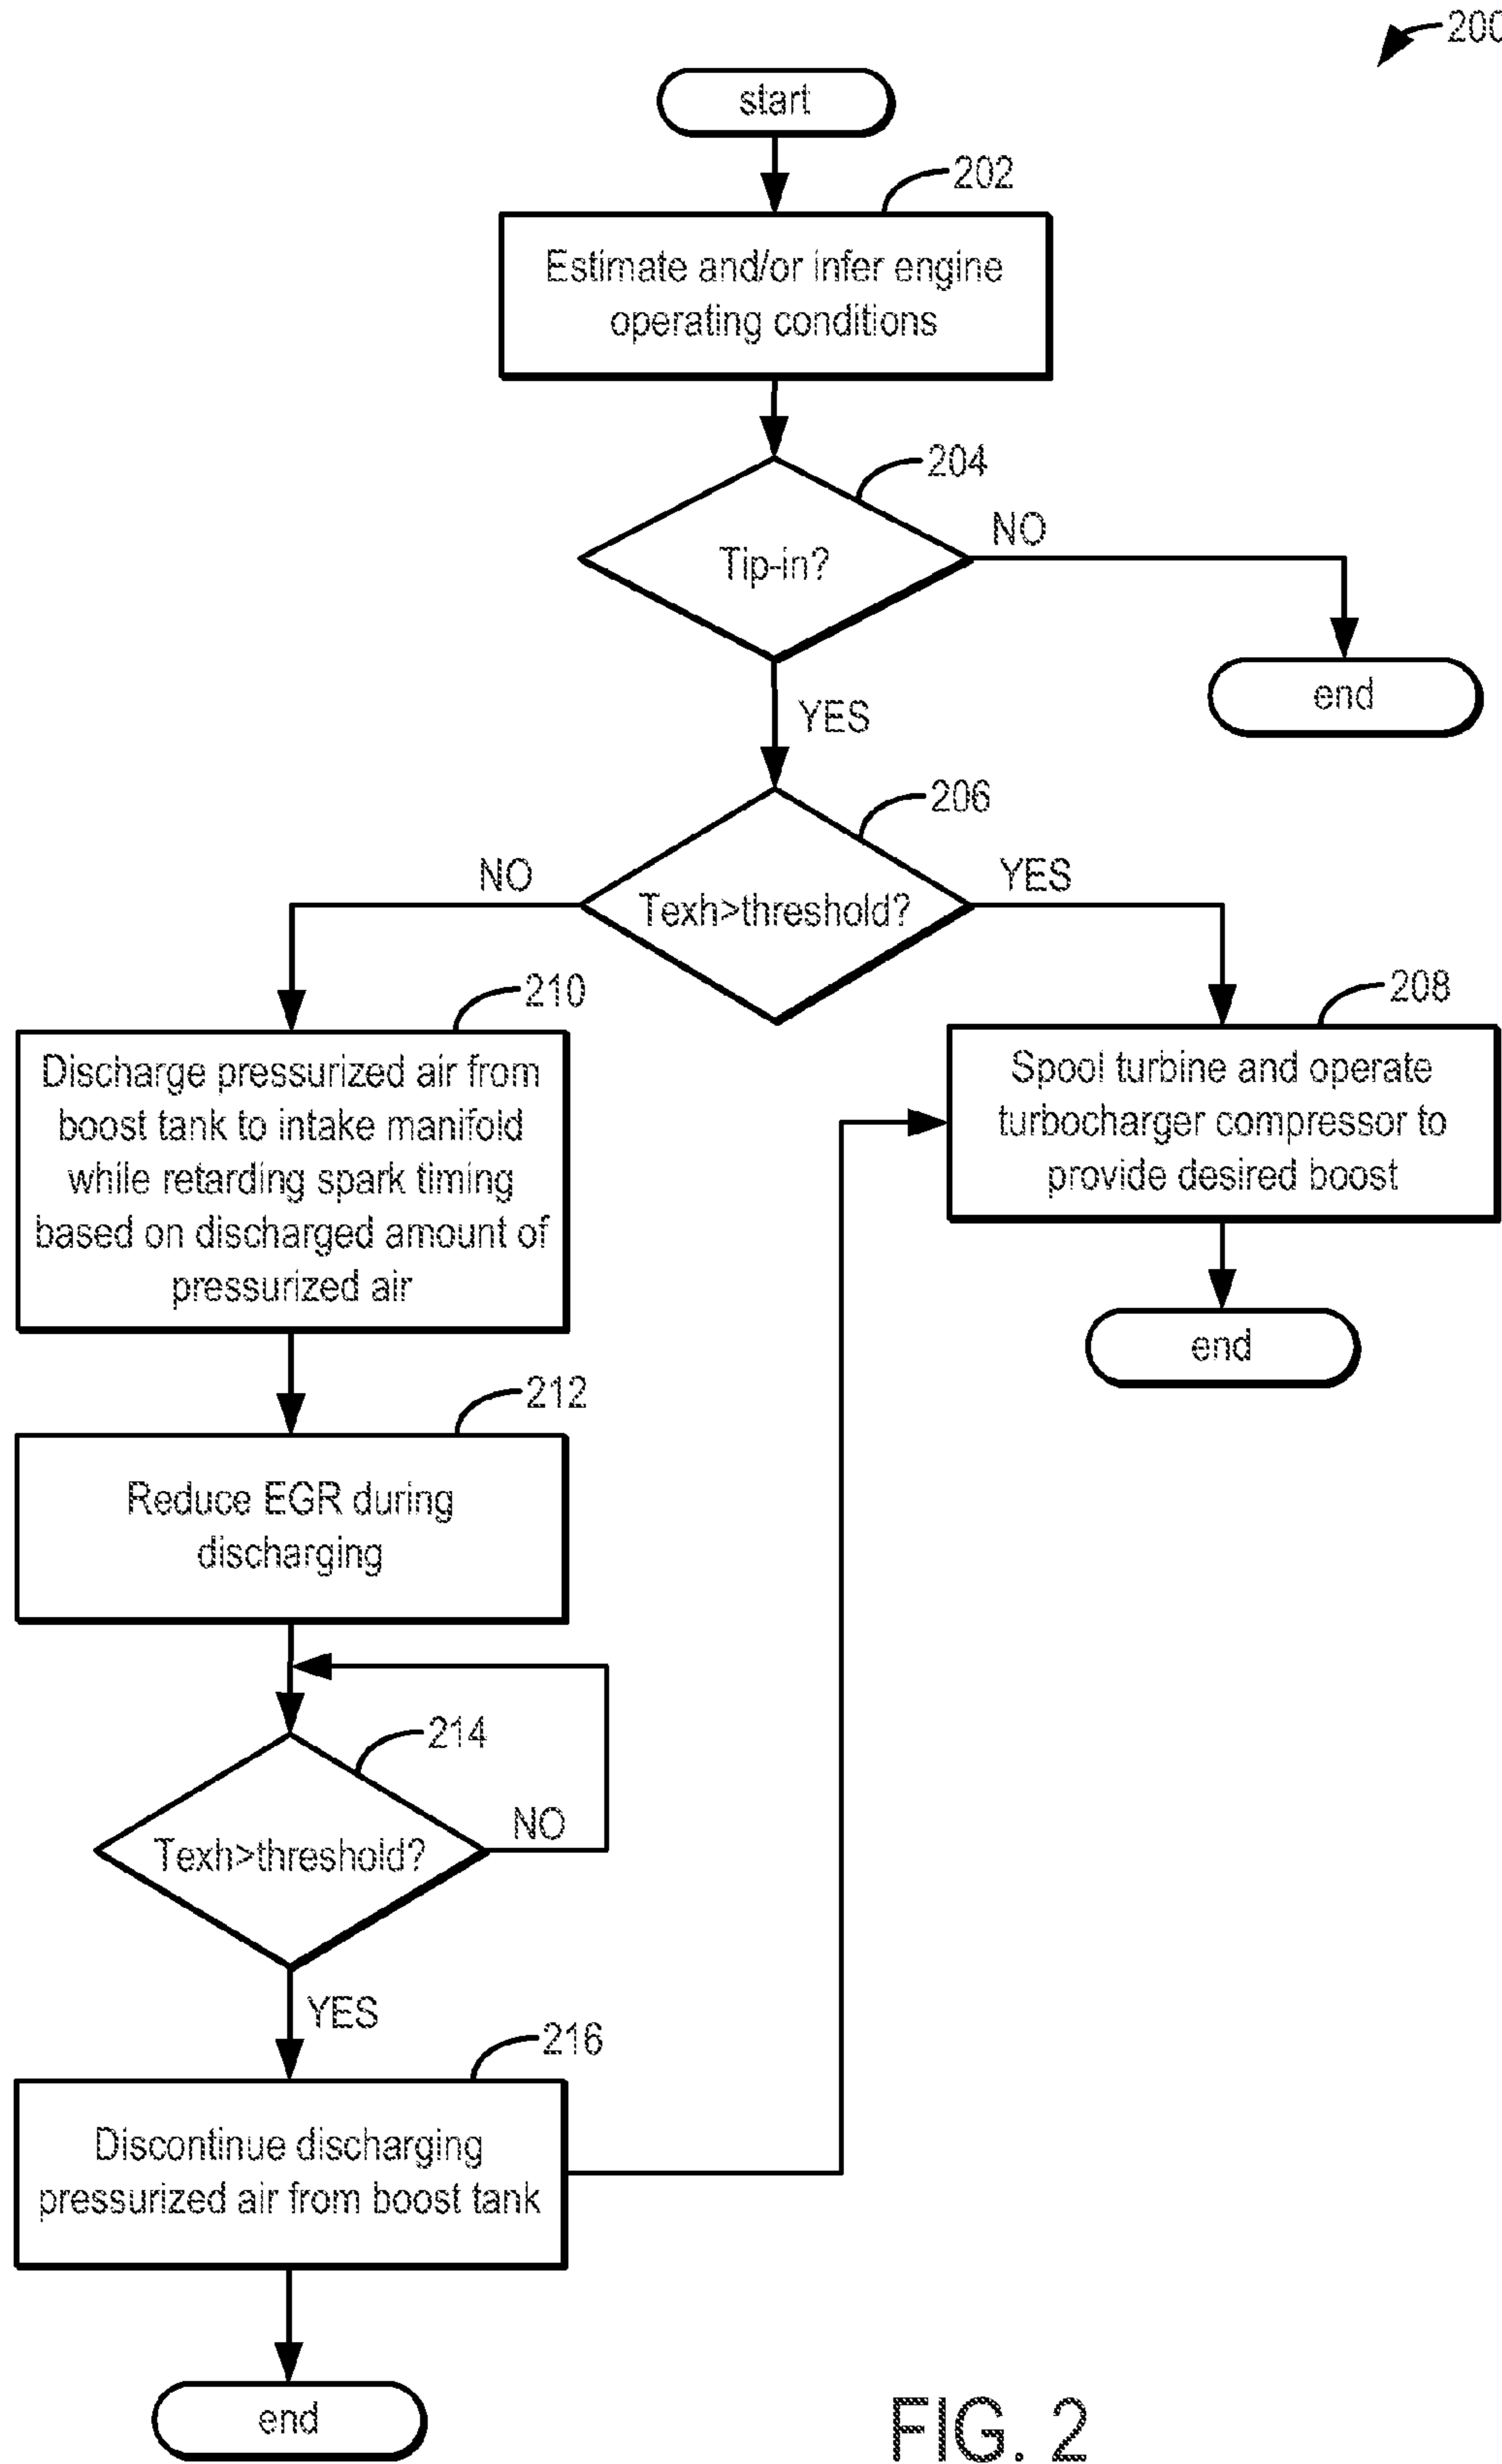 200
start
202
Estimate and/or infer engine
operating conditions
204
Tip-in?
NO
end
YES
206
Texh>threshold?
NO
YES
210
Discharge pressurized air from
boost tank to intake manifold
while retarding spark timing
based on discharged amount of
pressurized air
208
Spool turbine and operate
turbocharger compressor to
provide desired boost
end
212
Reduce EGR during
discharging
214
Texh>threshold?
NO
YES
216
Discontinue discharging
pressurized air from boost tank
end
FIG. 2